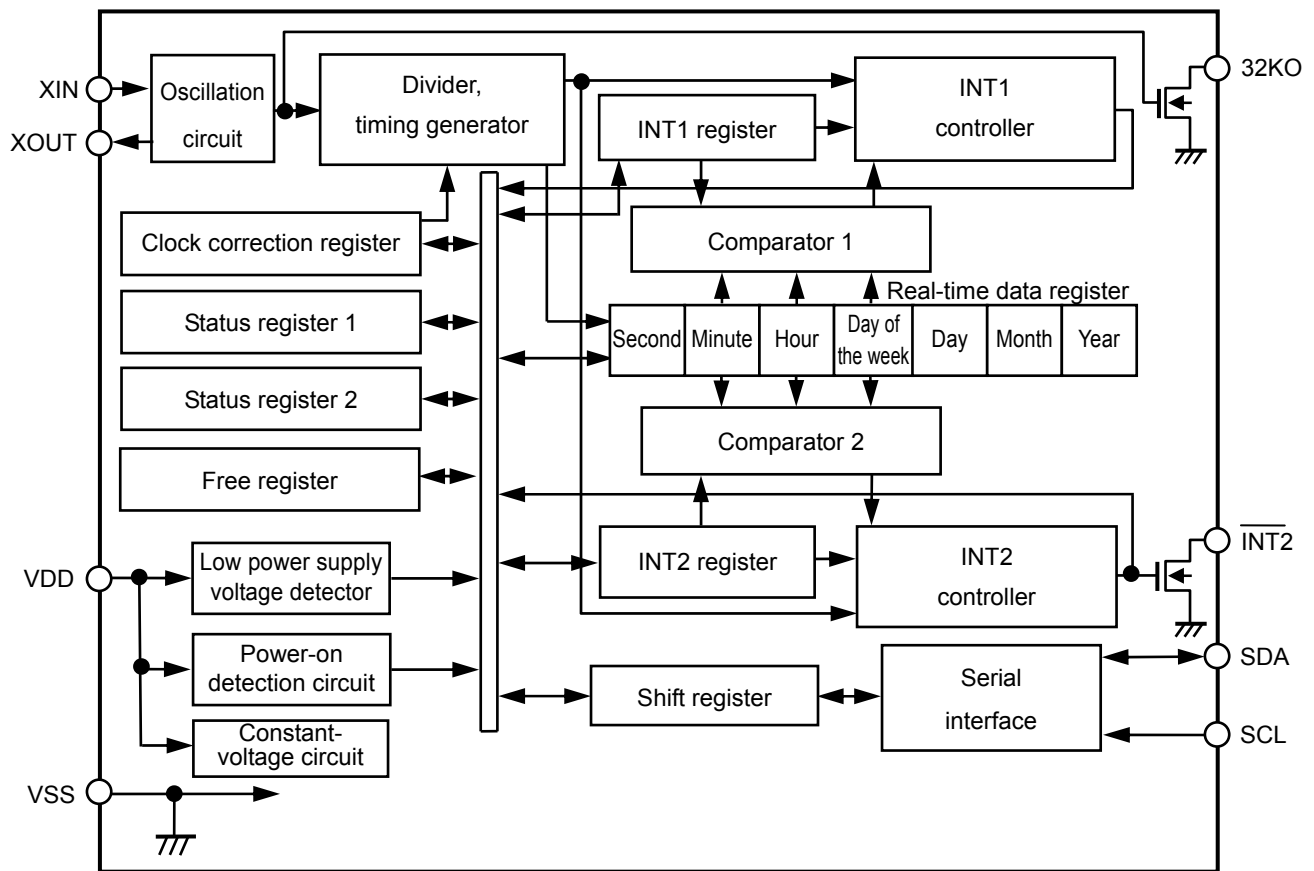 XIN
XOUT
Oscillation
circuit
Divider,
timing generator
INT1 register
INT1
controller
32KO
Clock correction register
Comparator 1
Real-time data register
Status register 1
Second
Minute
Hour
Day of
the week
Day
Month
Year
Status register 2
Comparator 2
Free register
VDD
Low power supply
voltage detector
INT2 register
INT2
controller
INT2
Power-on
detection circuit
Shift register
Serial
interface
SDA
SCL
Constant-
voltage circuit
VSS